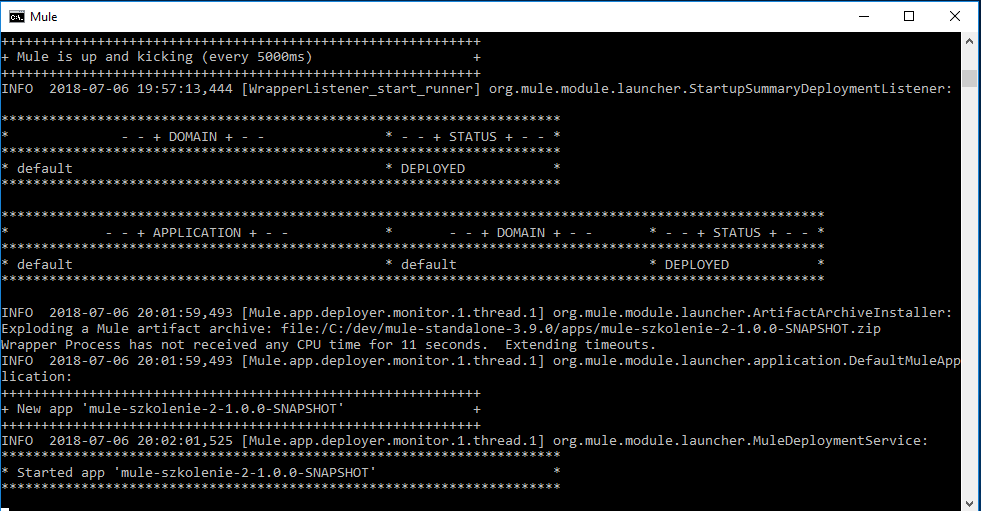 Mule
+++++++++++++++++++++++++++++++++++++++++++++++++++++++++++
+ Mule is up and kicking (every 5000ms)                    +
+++++++++++++++++++++++++++++++++++++++++++++++++++++++++++
INFO  2018-07-06 19:57:13,444 [WrapperListener_start_runner] org.mule.module.launcher.StartupSummaryDeploymentListener:
**********************************************************************
*              - - + DOMAIN + - -               * - - + STATUS + - - *
**********************************************************************
* default                                       * DEPLOYED           *
**********************************************************************
*******************************************************************************************************
*            - - + APPLICATION + - -            *       - - + DOMAIN + - -       * - - + STATUS + - - *
*******************************************************************************************************
* default                                       * default                        * DEPLOYED           *
*******************************************************************************************************
INFO  2018-07-06 20:01:59,493 [Mule.app.deployer.monitor.1.thread.1] org.mule.module.launcher.ArtifactArchiveInstaller:
Exploding a Mule artifact archive: file:/C:/dev/mule-standalone-3.9.0/apps/mule-szkolenie-2-1.0.0-SNAPSHOT.zip
Wrapper Process has not received any CPU time for 11 seconds.  Extending timeouts.
INFO  2018-07-06 20:01:59,493 [Mule.app.deployer.monitor.1.thread.1] org.mule.module.launcher.application.DefaultMuleApp
lication:
+++++++++++++++++++++++++++++++++++++++++++++++++++++++++++
+ New app 'mule-szkolenie-2-1.0.0-SNAPSHOT'                +
+++++++++++++++++++++++++++++++++++++++++++++++++++++++++++
INFO  2018-07-06 20:02:01,525 [Mule.app.deployer.monitor.1.thread.1] org.mule.module.launcher.MuleDeploymentService:
**********************************************************************
* Started app 'mule-szkolenie-2-1.0.0-SNAPSHOT'                      *
**********************************************************************